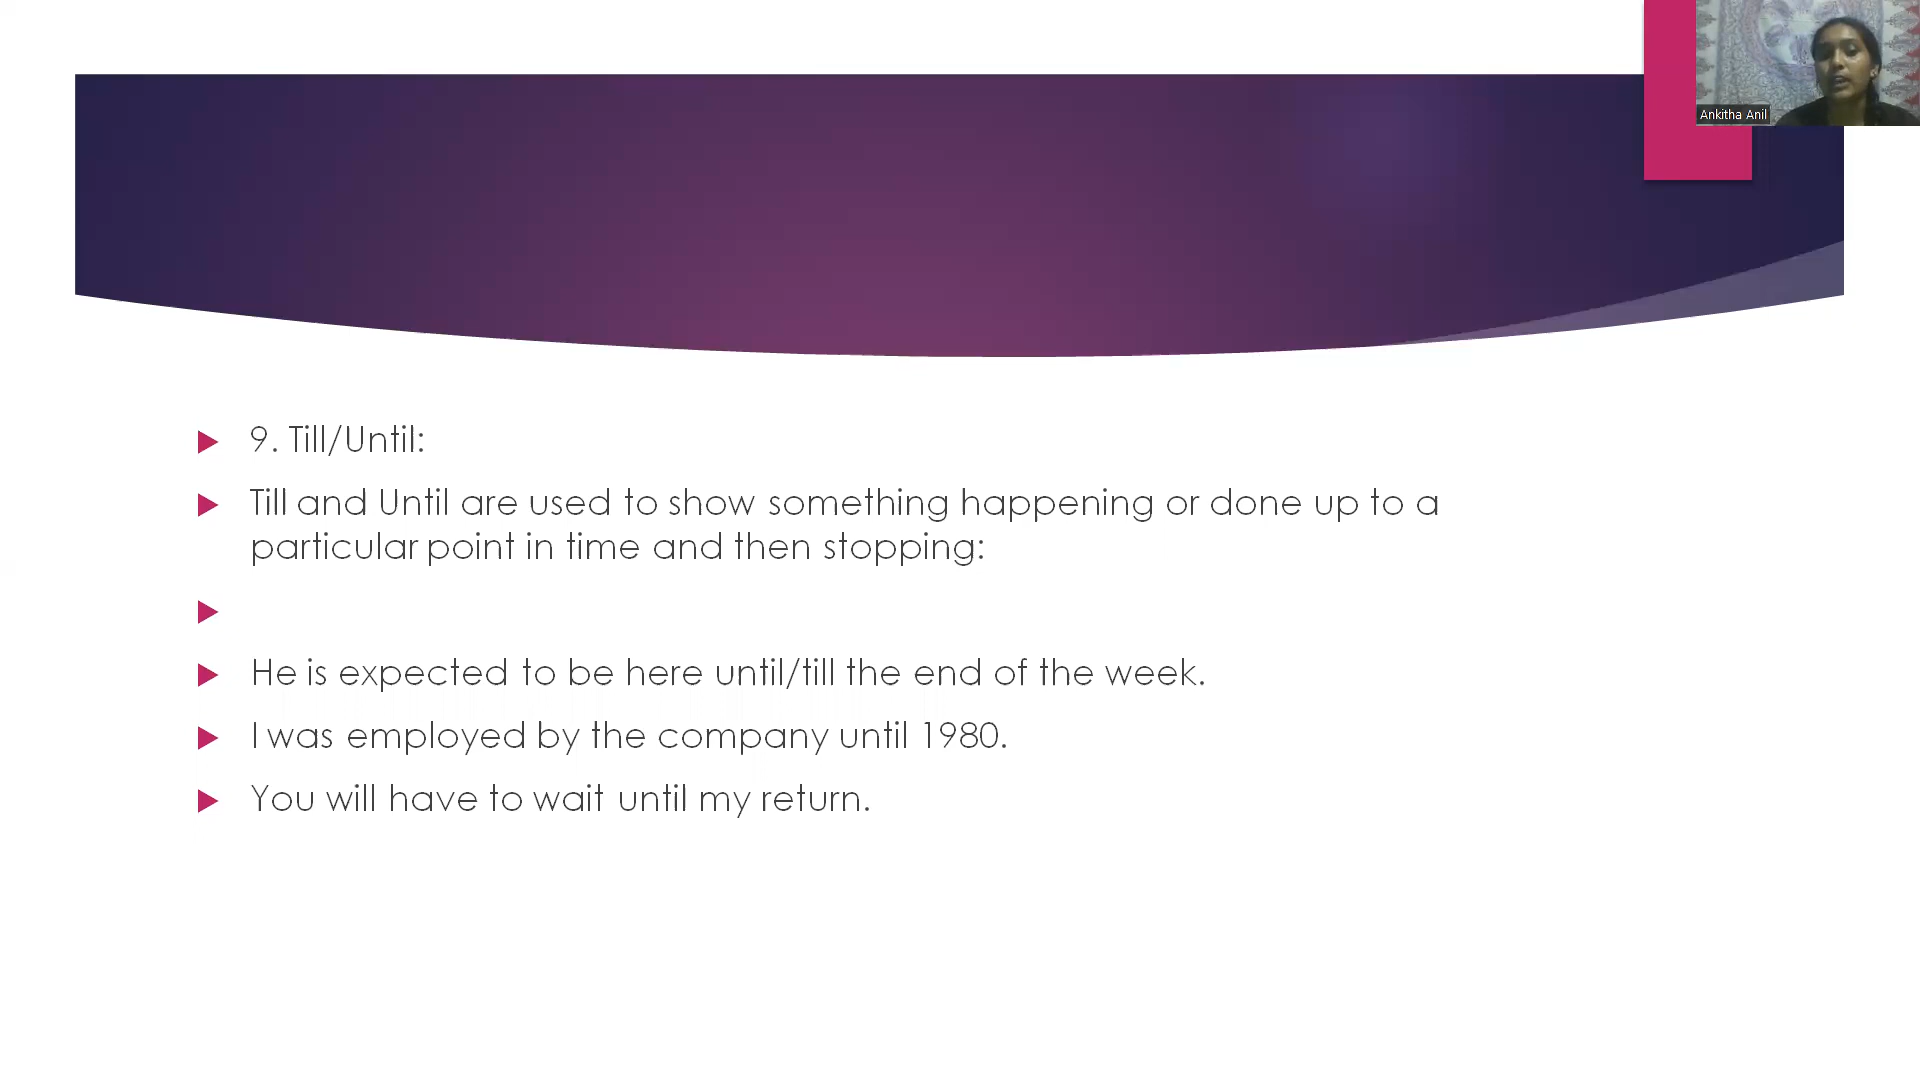 Ankitha Anil
9. Till/Until:
Till and Until are used to show something happening or done up to a
particular point in time and then stopping:
He is expected to be here until/till the end of the week.
I was employed by the company until 1980.
You will have to wait until my return.